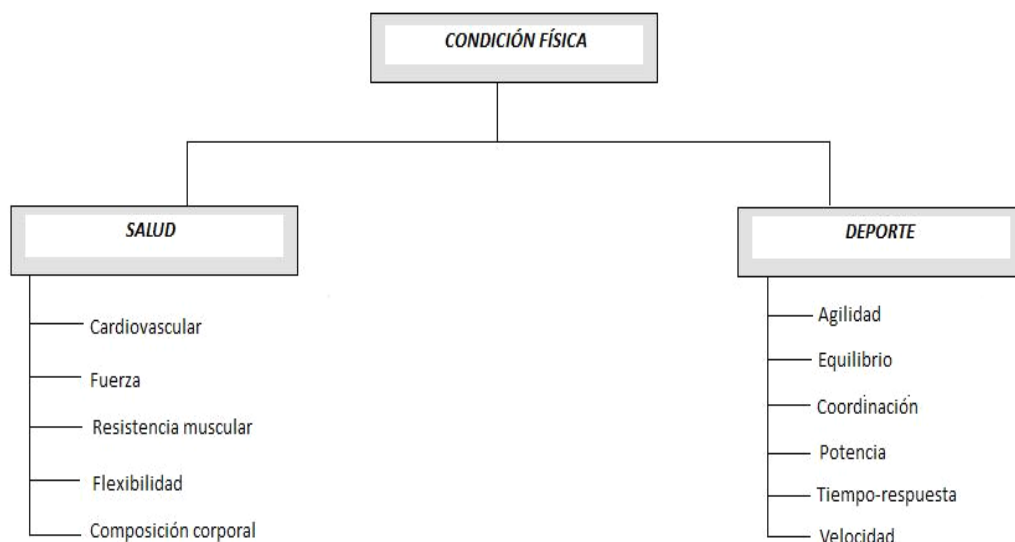 CONDICIÓN FÍSICA
SALUD
Cardiovascular
Fuerza
Resistencia muscular
Flexibilidad
Composición corporal
DEPORTE
Agilidad
Equilibrio
Coordinación
Potencia
Tiempo-respuesta
Velocidad